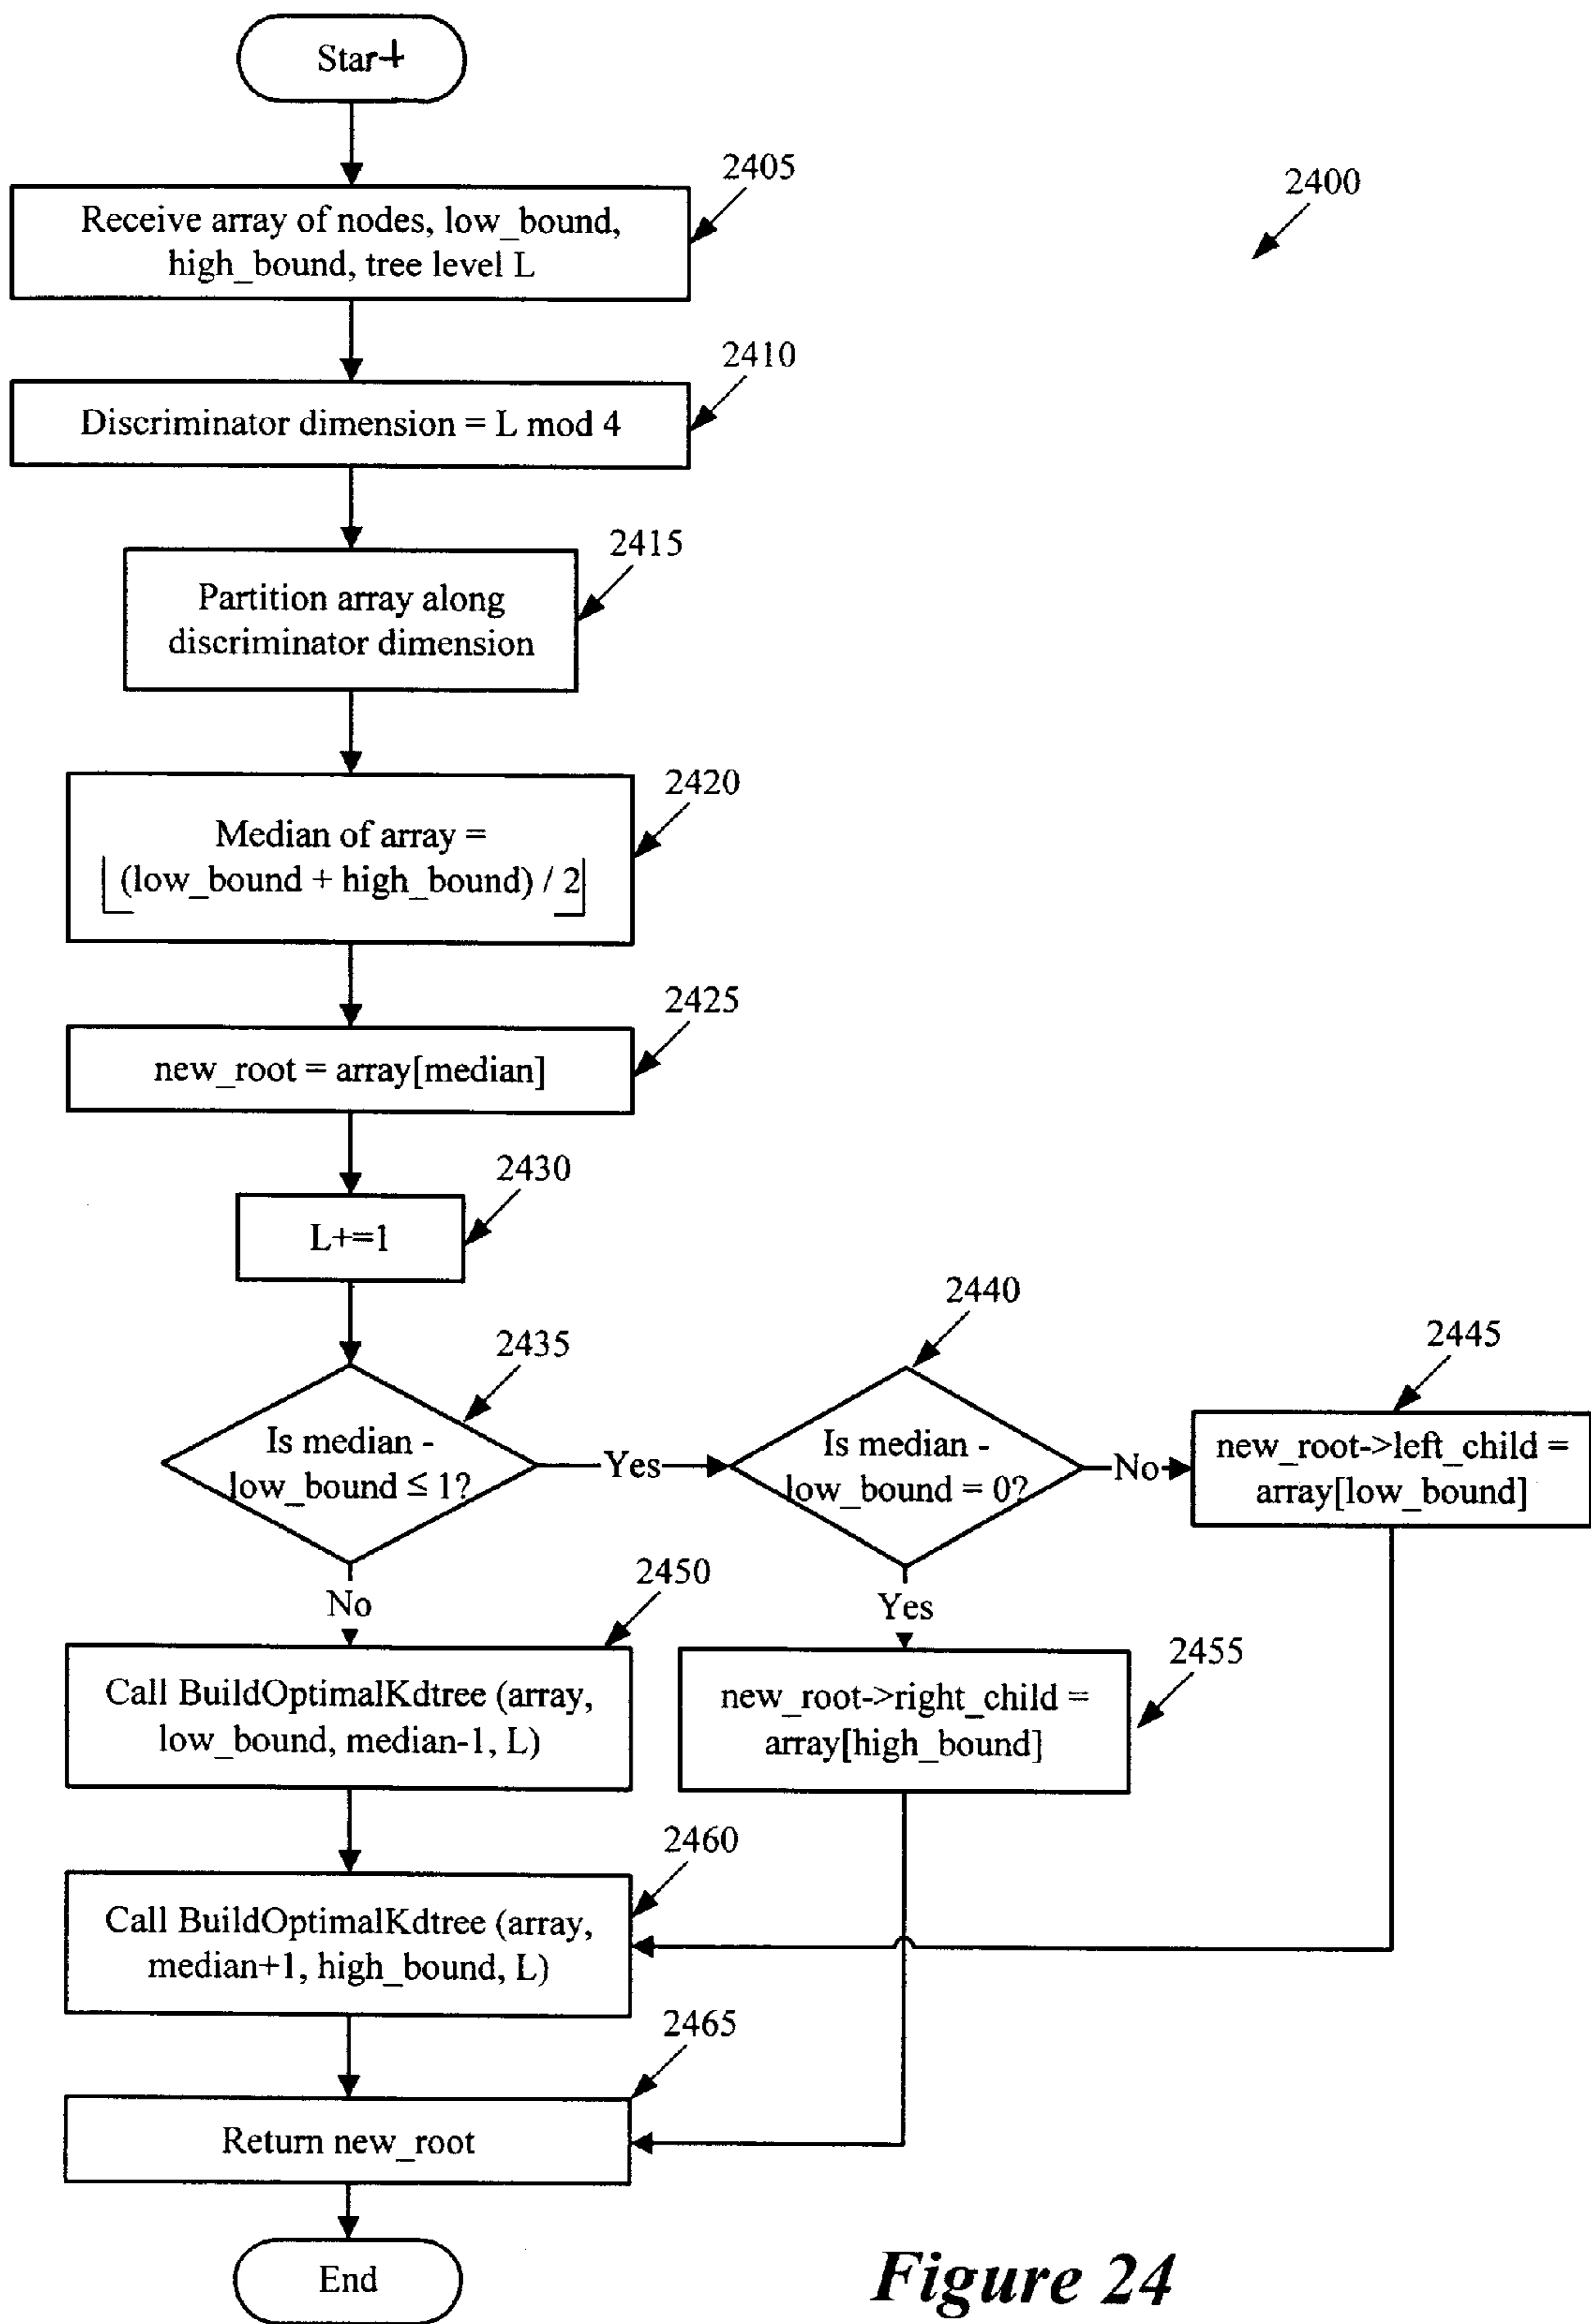 Start
2405
2400
Receive array of nodes, low_bound,
high_bound, tree level L
2410
Discriminator dimension = L mod 4
2415
Partition array along
discriminator dimension
2420
Median of array =
⌊(low_bound + high_bound) / 2⌋
2425
new_root = array[median]
2430
L+=1
2435
Is median -
low_bound ≤ 1?
Yes
2440
Is median -
low_bound = 0?
No
2445
new_root->left_child =
array[low_bound]
No
2450
Call BuildOptimalKdtree (array,
low_bound, median-1, L)
Yes
2455
new_root->right_child =
array[high_bound]
2460
Call BuildOptimalKdtree (array,
median+1, high_bound, L)
2465
Return new_root
End
Figure 24